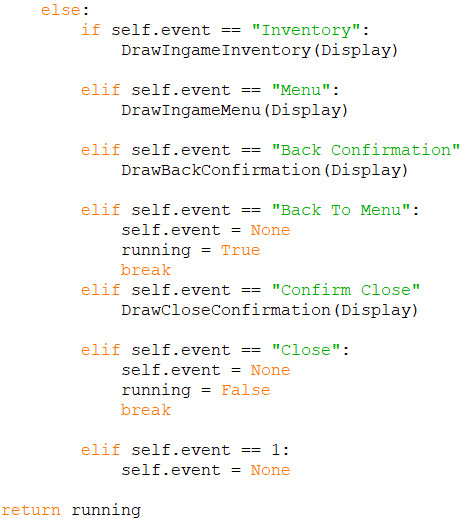 else:
if self.event == "Inventory":
DrawIngameInventory(Display)
elif self.event == "Menu":
DrawIngameMenu(Display)
elif self.event == "Back Confirmation"
DrawBackConfirmation(Display)
elif self.event == "Back To Menu":
self.event = None
running = True
break
elif self.event == "Confirm Close"
DrawCloseConfirmation(Display)
elif self.event == "Close":
self.event = None
running = False
break
elif self.event == 1:
self.event = None
return running